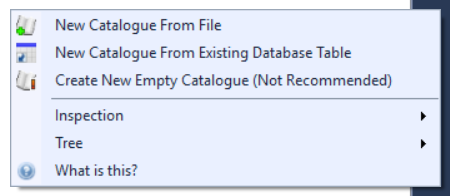 New Catalogue From File
New Catalogue From Existing Database Table
Create New Empty Catalogue (Not Recommended)
Inspection
Tree
What is this?